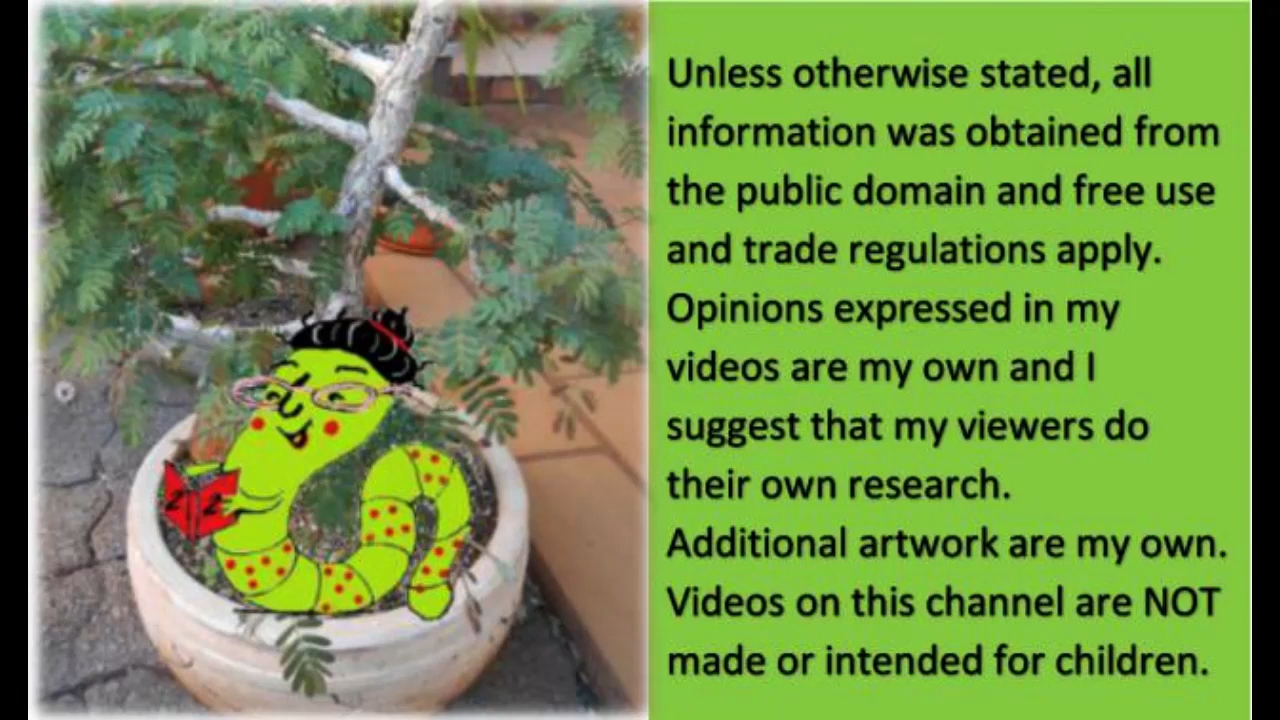 Unless otherwise stated, all
information was obtained from
the public domain and free use
and trade regulations apply.
Opinions expressed in my
videos are my own and I
suggest that my viewers do
their own research.
Additional artwork are my own.
Videos on this channel are NOT
made or intended for children.